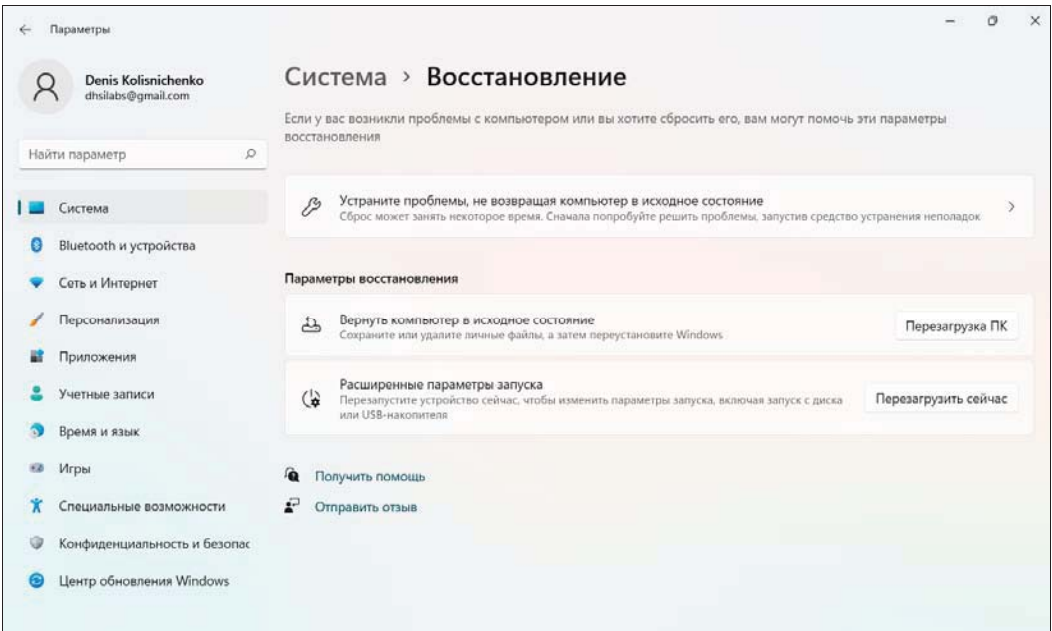 Параметры
Denis Kolisnichenko
dhsilabs@gmail.com
Найти параметр
Система
Bluetooth и устройства
Сеть и Интернет
Персонализация
Приложения
Учетные записи
Время и язык
Игры
Специальные возможности
Конфиденциальность и безопас
Центр обновления Windows
Система > Восстановление
Если у вас возникли проблемы с компьютером или вы хотите сбросить его, вам могут помочь эти параметры
восстановления
Устраните проблемы, не возвращая компьютер в исходное состояние
Сброс может занять некоторое время. Сначала попробуйте решить проблемы, запустив средство устранения неполадок
Параметры восстановления
Вернуть компьютер в исходное состояние
Сохраните или удалите личные файлы, а затем переустановите Windows
Перезагрузка ПК
Расширенные параметры запуска
Перезапустите устройство сейчас, чтобы изменить параметры запуска, включая запуск с диска
или USB-накопителя
Перезагрузить сейчас
Получить помощь
Отправить отзыв